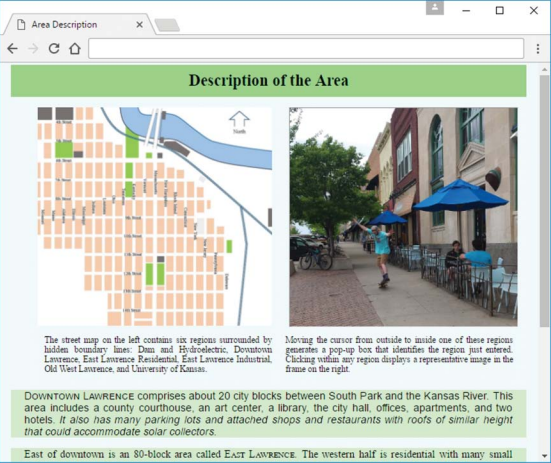 Area Description
Description of the Area
North
The street map on the left contains six regions surrounded by
hidden boundary lines: Dam and Hydroelectric, Downtown
Lawrence, East Lawrence Residential, East Lawrence Industrial,
Old West Lawrence, and University of Kansas.
Moving the cursor from outside to inside one of these regions
generates a pop-up box that identifies the region just entered.
Clicking within any region displays a representative image in the
frame on the right.
DOWNTOWN LAWRENCE comprises about 20 city blocks between South Park and the Kansas River. This
area includes a county courthouse, an art center, a library, the city hall, offices, apartments, and two
hotels. It also has many parking lots and attached shops and restaurants with roofs of similar height
that could accommodate solar collectors.
East of downtown is an 80-block area called EAST LAWRENCE. The western half is residential with many small